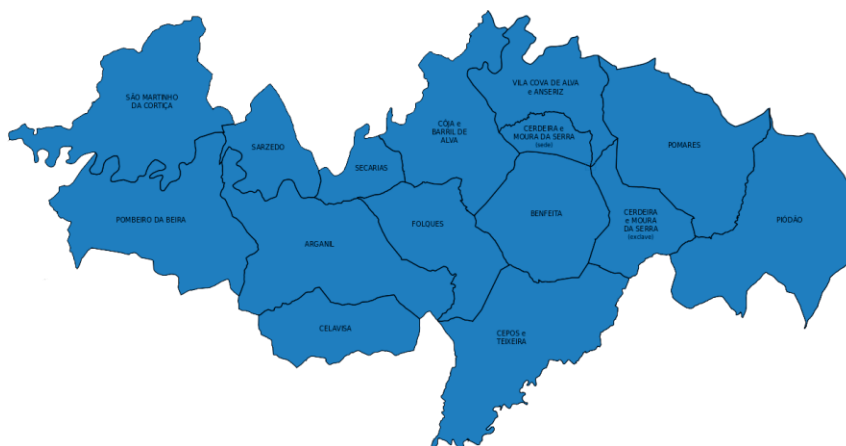 SÃO MARTINHO
DA CORTIÇA
SARZEDO
SECARIAS
CÔJA e
BARRIL DE
ALVA
VILA COVA DE ALVA
e ANSERIZ
CERDEIRA e
MOURA DA SERRA
(sede)
POMARES
POMBEIRO DA BEIRA
ARGANIL
FOLQUES
BENFEITA
CERDEIRA
e MOURA
DA SERRA
(enclave)
PIÓDÃO
CELAVISA
CEPOS e
TEIXEIRA